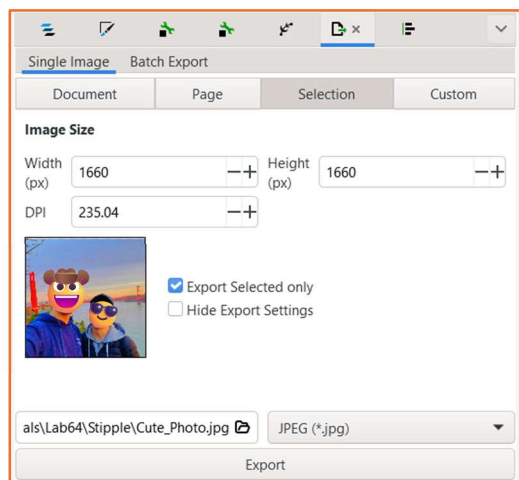 Single Image Batch Export
Document Page Selection Custom
Image Size
Width (px) 1660 Height (px) 1660
DPI 235.04
Export Selected only
Hide Export Settings
als\Lab64\Stipple\Cute_Photo.jpg JPEG (*.jpg)
Export